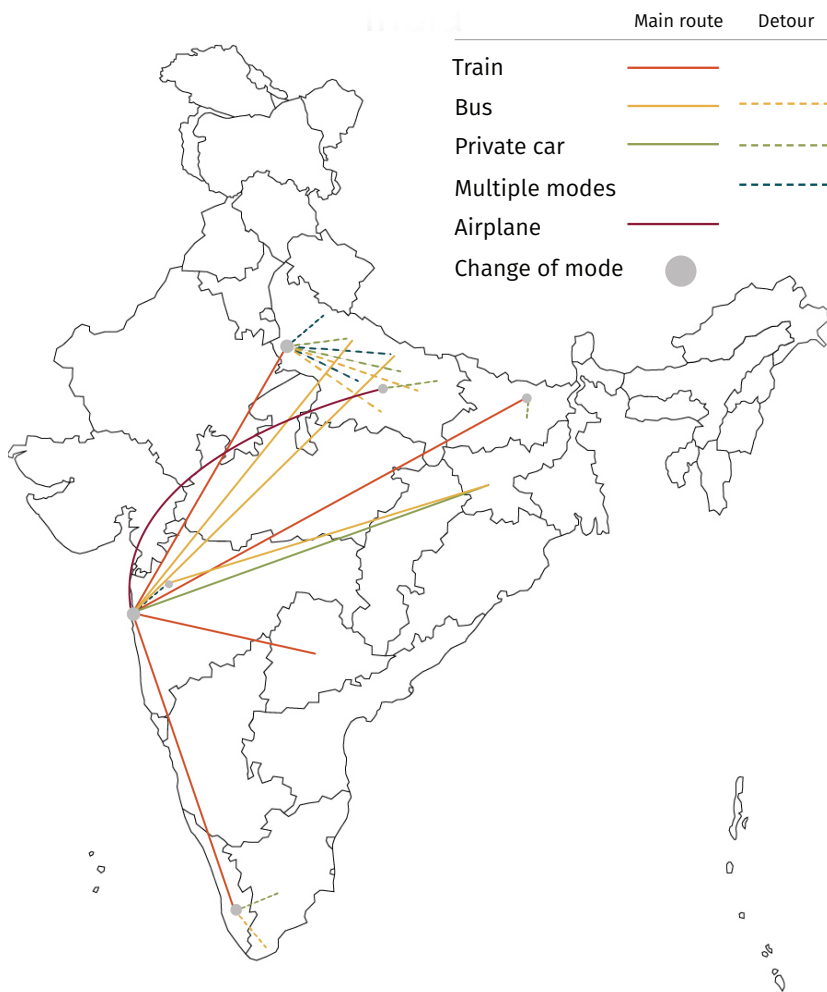 Main route Detour
Train
Bus
Private car
Multiple modes
Airplane
Change of mode